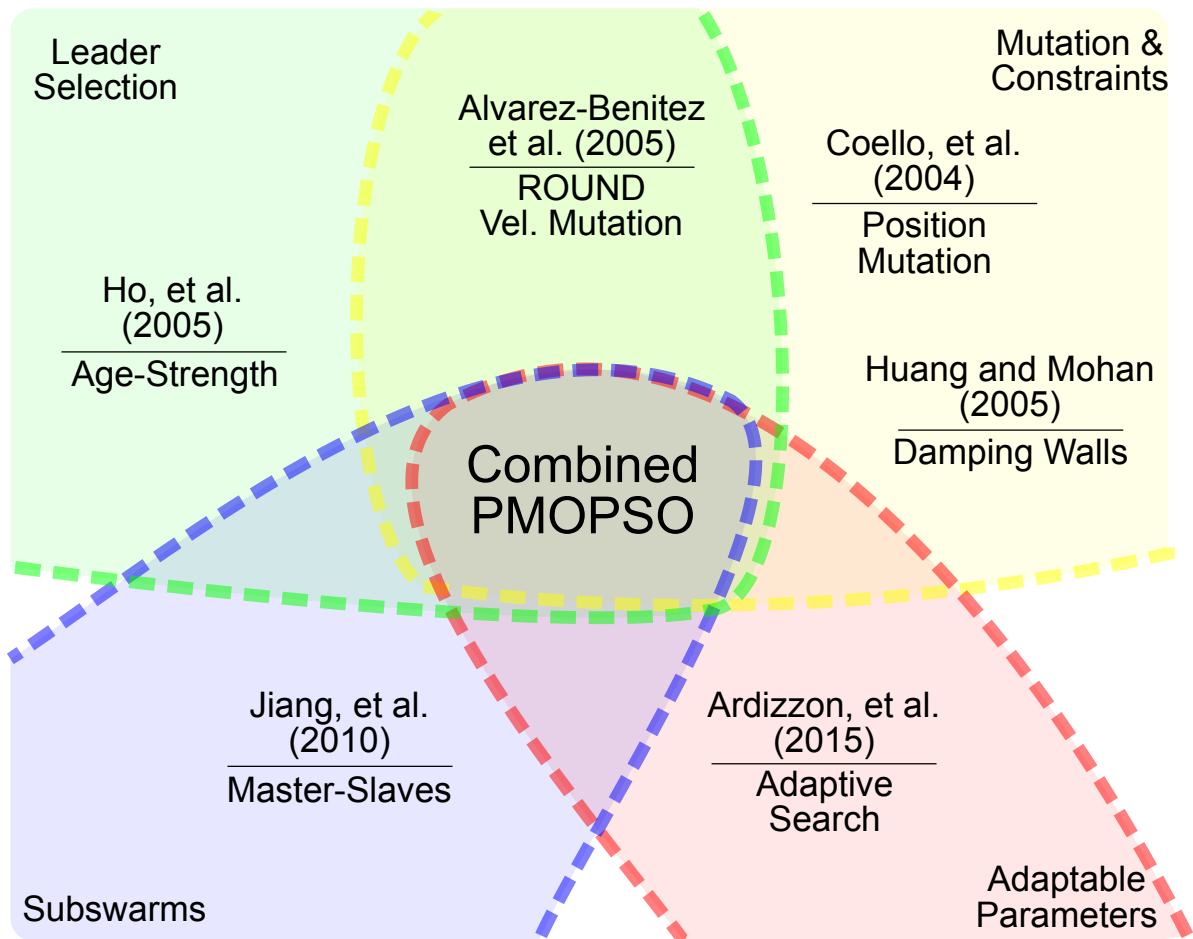 Leader
Selection
Mutation &
Constraints
Alvarez-Benitez
et al. (2005)
ROUND
Vel. Mutation
Coello, et al.
(2004)
Position
Mutation
Ho, et al.
(2005)
Age-Strength
Huang and Mohan
(2005)
Damping Walls
Combined
PMOPSO
Jiang, et al.
(2010)
Master-Slaves
Ardizzon, et al.
(2015)
Adaptive
Search
Subswarms
Adaptable
Parameters